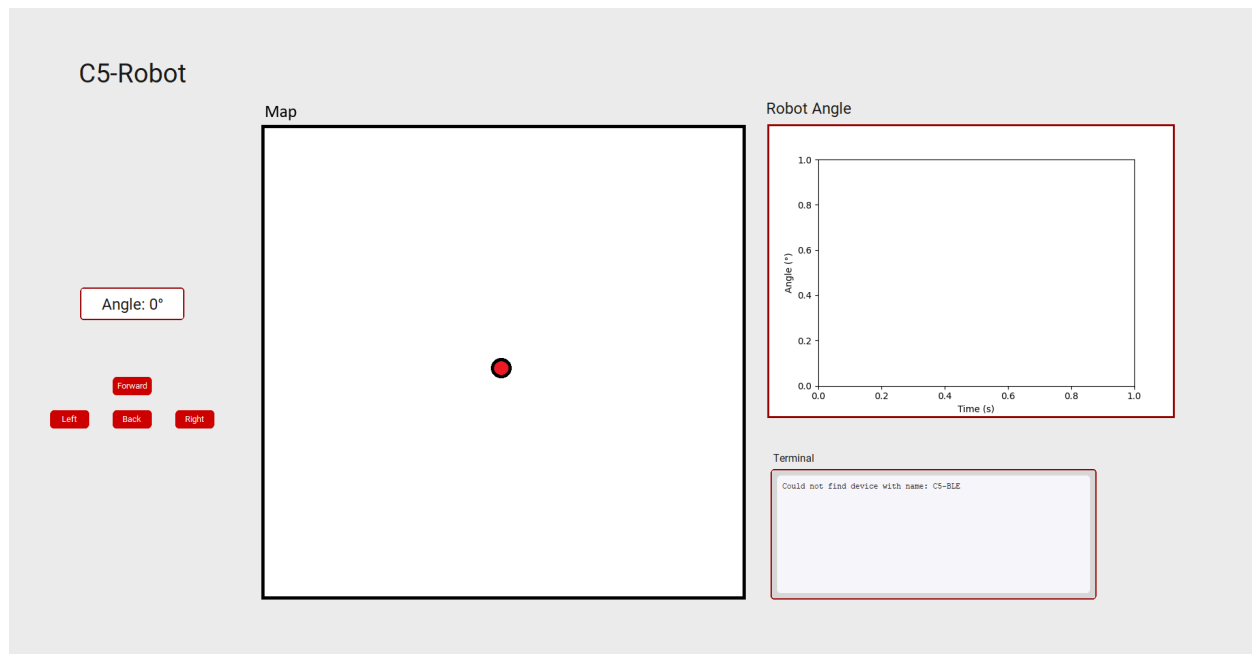 C5-Robot
Map
Robot Angle
1.0
0.8
0.6
0.4
0.2
0.0
Angle (°)
0.0 0.2 0.4 0.6 0.8 1.0
Time (s)
Angle: 0°
Forward
Left Back Right
Terminal
Could not find device with name: C5-BLE